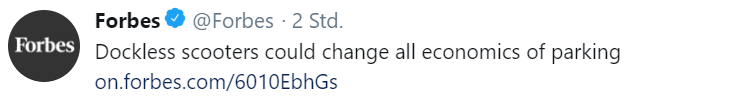 Forbes
Forbes @Forbes · 2 Std.
Dockless scooters could change all economics of parking
on.forbes.com/6010EbhGs